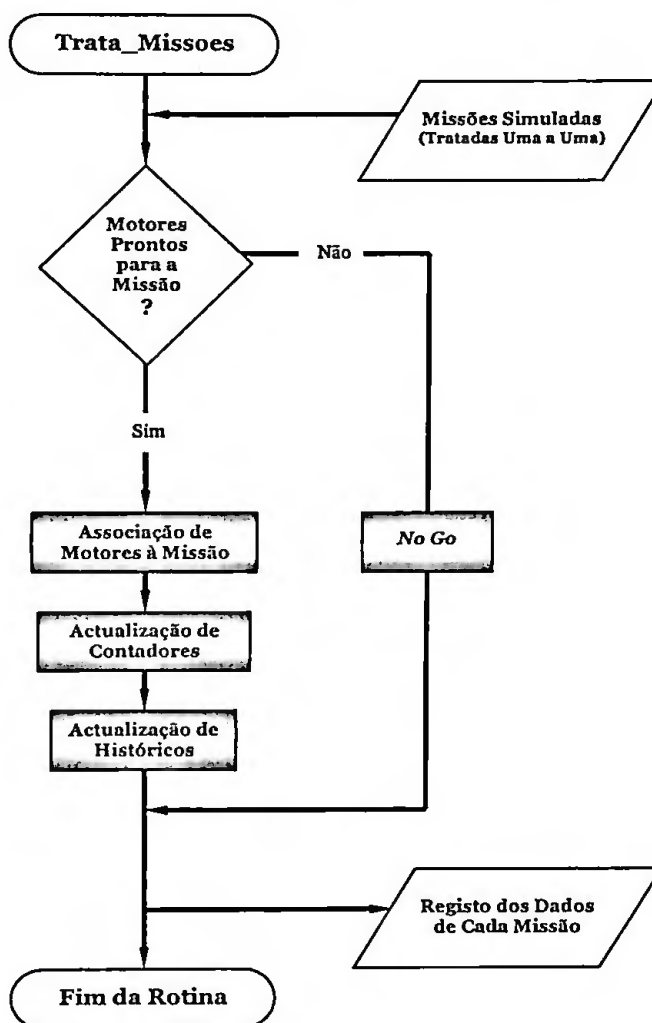 Trata_Missoes
Missões Simuladas
(Tratadas Uma a Uma)
Motores
Prontos
para a
Missão
?
Não
Sim
Associação de
Motores à Missão
No Go
Actualização de
Contadores
Actualização de
Históricos
Registo dos Dados
de Cada Missão
Fim da Rotina